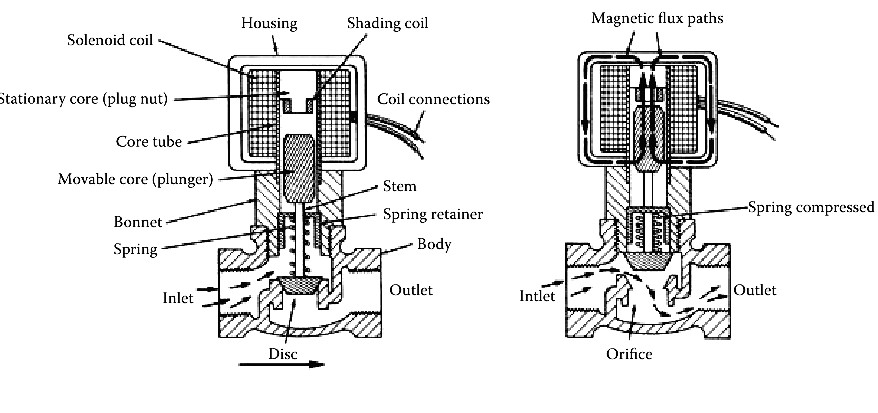 Housing
Shading coil
Solenoid coil
Stationary core (plug nut)
Coil connections
Core tube
Movable core (plunger)
Stem
Bonnet
Spring retainer
Spring
Body
Inlet
Outlet
Disc
Magnetic flux paths
Spring compressed
Intlet
Outlet
Orifice